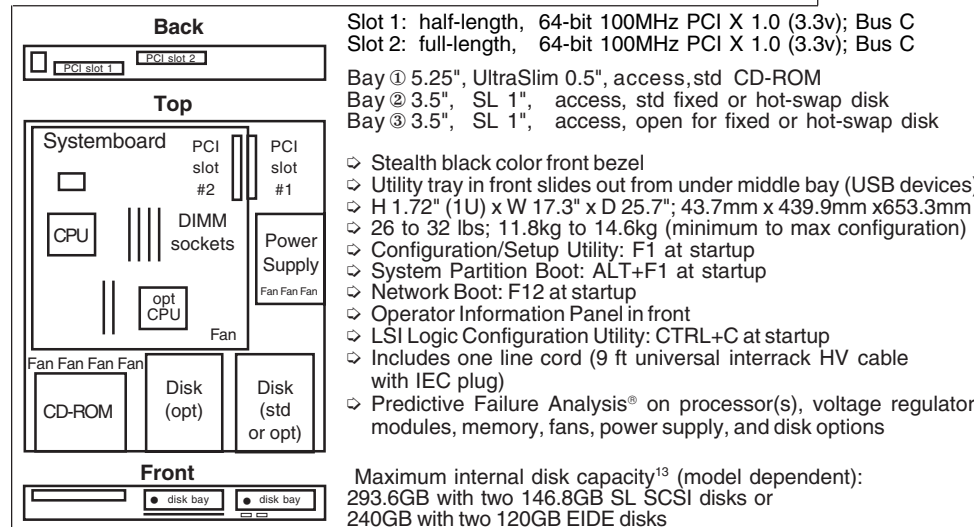 Back
PCI slot 1
PCI slot 2
Top
Systemboard
PCI slot #2
PCI slot #1
CPU
DIMM sockets
Power Supply
Fan Fan Fan
opt CPU
Fan
Fan Fan Fan Fan
CD-ROM
Disk (opt)
Disk (std or opt)
Front
disk bay
disk bay
Slot 1: half-length, 64-bit 100MHz PCI X 1.0 (3.3v); Bus C
Slot 2: full-length, 64-bit 100MHz PCI X 1.0 (3.3v); Bus C
Bay ① 5.25", UltraSlim 0.5", access,std CD-ROM
Bay ② 3.5", SL 1", access, std fixed or hot-swap disk
Bay ③ 3.5", SL 1", access, open for fixed or hot-swap disk
➪ Stealth black color front bezel
➪ Utility tray in front slides out from under middle bay (USB devices)
➪ H 1.72" (1U) x W 17.3" x D 25.7"; 43.7mm x 439.9mm x653.3mm
➪ 26 to 32 lbs; 11.8kg to 14.6kg (minimum to max configuration)
➪ Configuration/Setup Utility: F1 at startup
➪ System Partition Boot: ALT+F1 at startup
➪ Network Boot: F12 at startup
➪ Operator Information Panel in front
➪ LSI Logic Configuration Utility: CTRL+C at startup
➪ Includes one line cord (9 ft universal interrack HV cable
with IEC plug)
➪ Predictive Failure Analysis® on processor(s), voltage regulator
modules, memory, fans, power supply, and disk options
Maximum internal disk capacity¹³ (model dependent):
293.6GB with two 146.8GB SL SCSI disks or
240GB with two 120GB EIDE disks